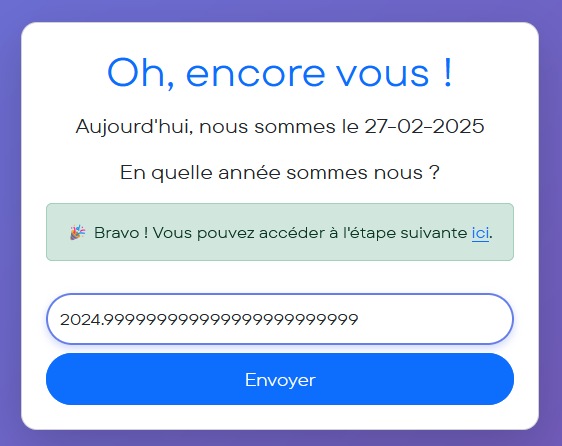 Oh, encore vous !
Aujourd'hui, nous sommes le 27-02-2025
En quelle année sommes nous ?
🎉 Bravo ! Vous pouvez accéder à l'étape suivante ici.
2024.9999999999999999999999999
Envoyer